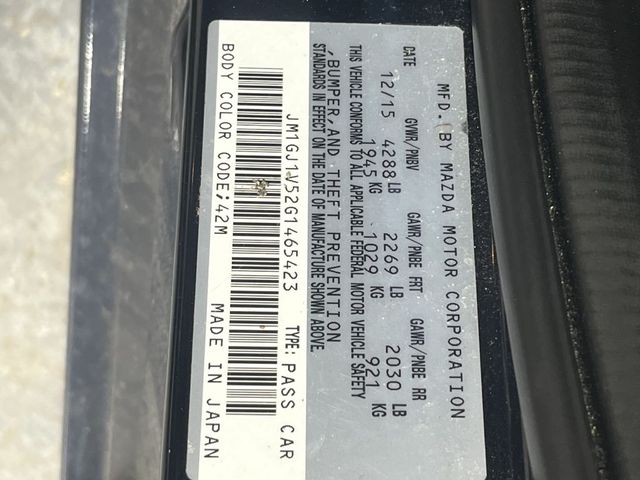 MFD. BY MAZDA MOTOR CORPORATION
DATE GVWR/PNBV GAWR/PNBE FRT GAWR/PNBE RR
12/15 4288 LB 2269 LB 2030 LB
1945 KG 1029 KG 921 KG
THIS VEHICLE CONFORMS TO ALL APPLICABLE FEDERAL MOTOR VEHICLE SAFETY
,BUMPER,AND THEFT PREVENTION
STANDARDS IN EFFECT ON THE DATE OF MANUFACTURE SHOWN ABOVE.
JM1GJ1V52G1465423 TYPE: PASS CAR
BODY COLOR CODE;42M MADE IN JAPAN